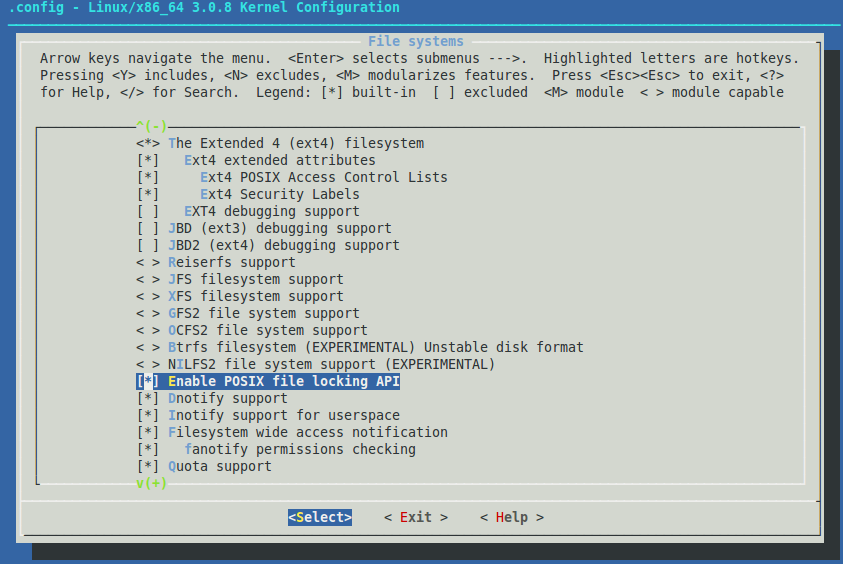 .config - Linux/x86_64 3.0.8 Kernel Configuration
File systems
Arrow keys navigate the menu.  <Enter> selects submenus --->.  Highlighted letters are hotkeys.
Pressing <Y> includes, <N> excludes, <M> modularizes features.  Press <Esc><Esc> to exit, <?>
for Help, </> for Search.  Legend: [*] built-in  [ ] excluded  <M> module  < > module capable
^(-)
<*> The Extended 4 (ext4) filesystem
[*]   Ext4 extended attributes
[*]     Ext4 POSIX Access Control Lists
[*]     Ext4 Security Labels
[ ]   EXT4 debugging support
[ ] JBD (ext3) debugging support
[ ] JBD2 (ext4) debugging support
< > Reiserfs support
< > JFS filesystem support
< > XFS filesystem support
< > GFS2 file system support
< > OCFS2 file system support
< > Btrfs filesystem (EXPERIMENTAL) Unstable disk format
< > NILFS2 file system support (EXPERIMENTAL)
[*] Enable POSIX file locking API
[*] Dnotify support
[*] Inotify support for userspace
[*] Filesystem wide access notification
[*]   fanotify permissions checking
[*] Quota support
v(+)
<Select>    < Exit >    < Help >